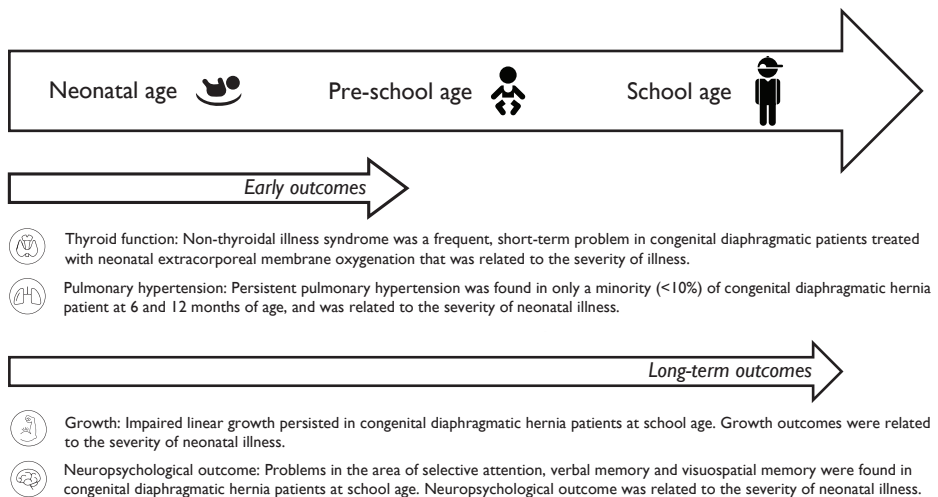 Neonatal age
Pre-school age
School age
Early outcomes
Thyroid function: Non-thyroidal illness syndrome was a frequent, short-term problem in congenital diaphragmatic patients treated
with neonatal extracorporeal membrane oxygenation that was related to the severity of illness.
Pulmonary hypertension: Persistent pulmonary hypertension was found in only a minority (<10%) of congenital diaphragmatic hernia
patient at 6 and 12 months of age, and was related to the severity of neonatal illness.
Long-term outcomes
Growth: Impaired linear growth persisted in congenital diaphragmatic hernia patients at school age. Growth outcomes were related
to the severity of neonatal illness.
Neuropsychological outcome: Problems in the area of selective attention, verbal memory and visuospatial memory were found in
congenital diaphragmatic hernia patients at school age. Neuropsychological outcome was related to the severity of neonatal illness.